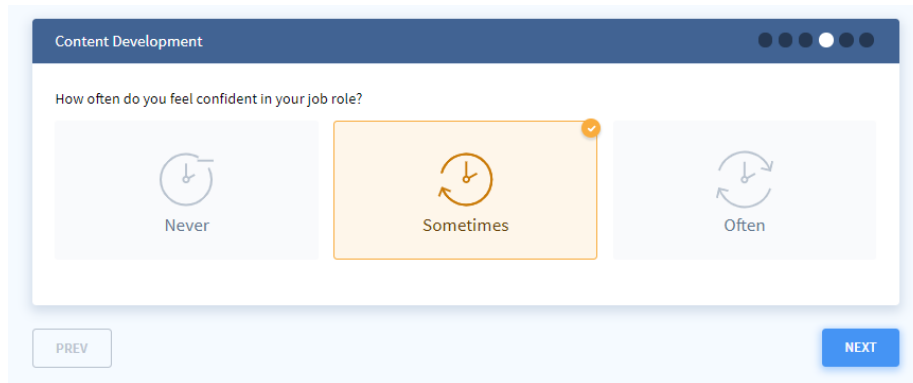 Content Development
How often do you feel confident in your job role?
Never
Sometimes
Often
PREV
NEXT